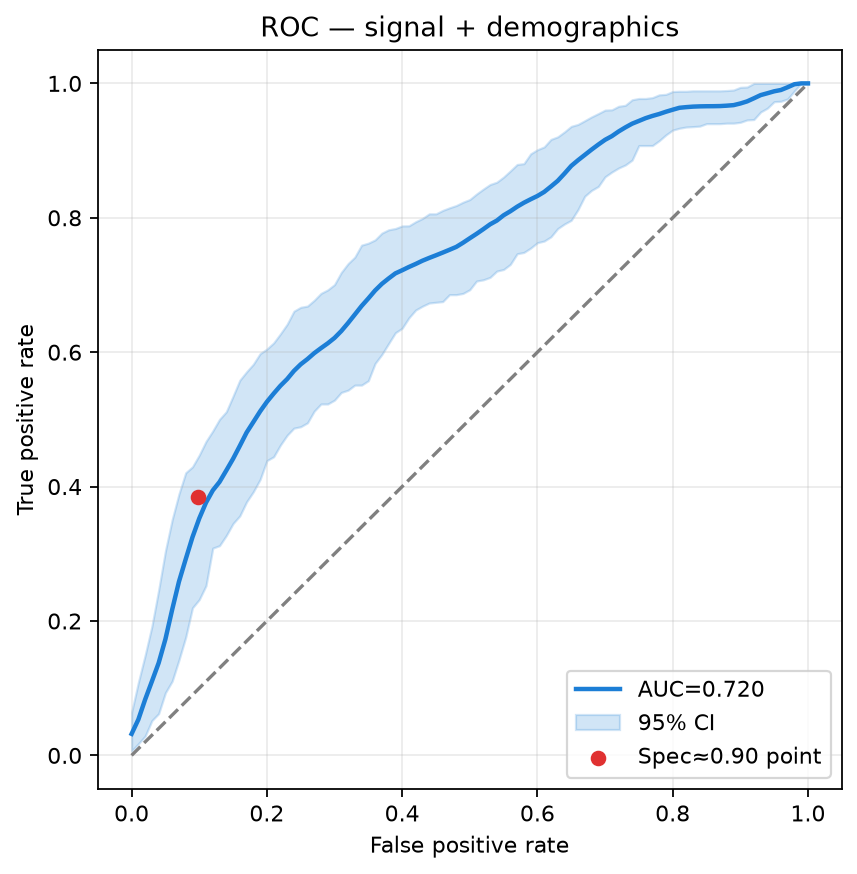 ROC — signal + demographics
True positive rate
1.0
0.8
0.6
0.4
0.2
0.0
0.0 0.2 0.4 0.6 0.8 1.0
False positive rate
AUC=0.720
95% CI
Spec≈0.90 point